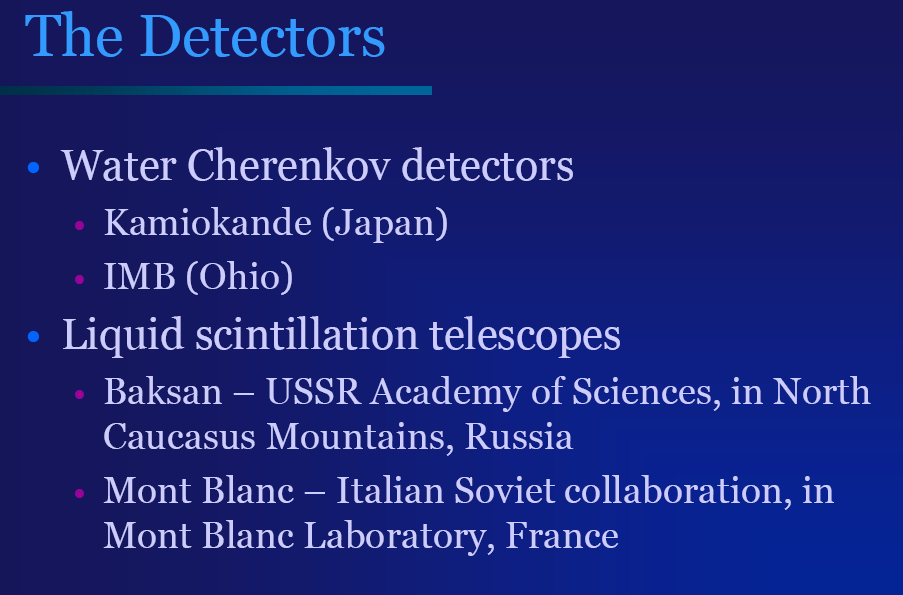 The Detectors
• Water Cherenkov detectors
• Kamiokande (Japan)
• IMB (Ohio)
• Liquid scintillation telescopes
• Baksan – USSR Academy of Sciences, in North
Caucasus Mountains, Russia
• Mont Blanc – Italian Soviet collaboration, in
Mont Blanc Laboratory, France